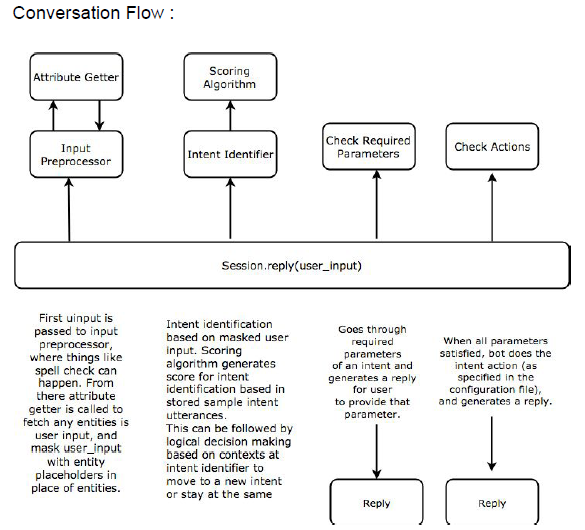 Conversation Flow :
Attribute Getter
Scoring
Algorithm
Input
Preprocessor
Intent Identifier
Check Required
Parameters
Check Actions
Session.reply(user_input)
First uinput is
passed to input
preprocessor,
where things like
spell check can
happen. From
there attribute
getter is called to
fetch any entities is
user input, and
mask user_input
with entity
placeholders in
place of entities.
Intent identification
based on masked user
input. Scoring
algorithm generates
score for intent
identification based in
stored sample intent
utterances.
This can be followed by
logical decision making
based on contexts at
intent identifier to
move to a new intent
or stay at the same
Goes through
required
parameters
of an intent and
generates a reply
for user
to provide that
parameter.
When all parameters
satisfied, bot does the
intent action (as
specified in the
configuration file),
and generates a reply.
Reply
Reply